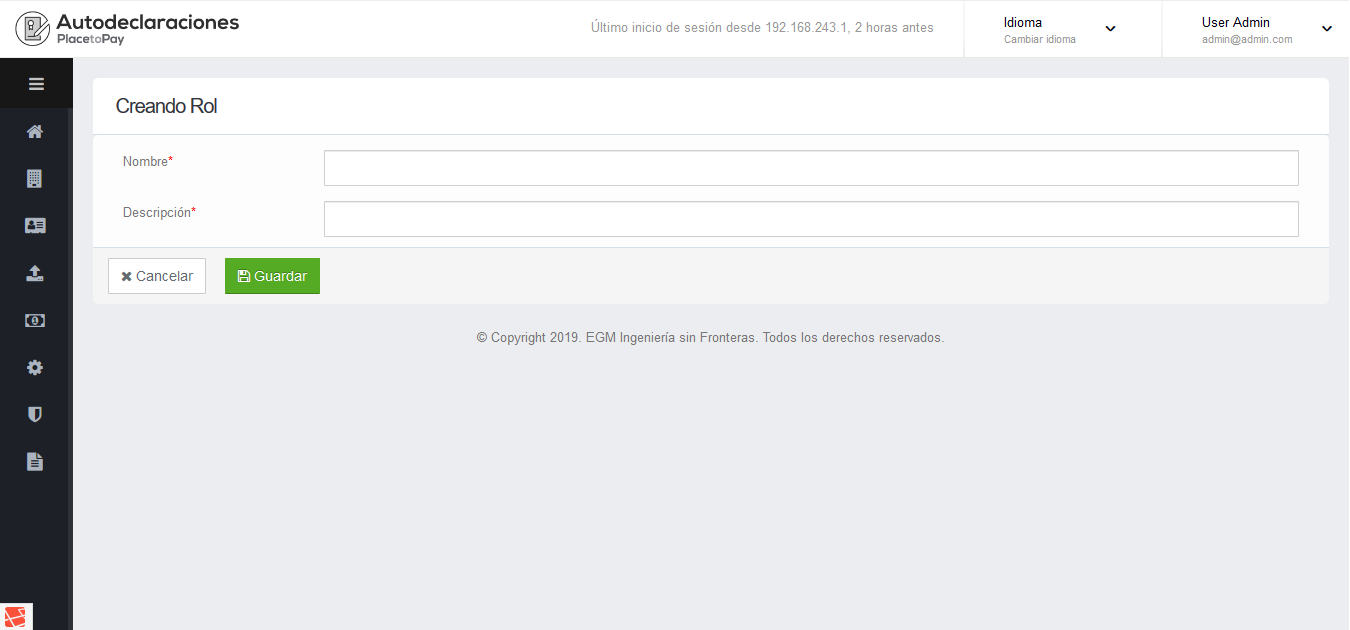 Autodeclaraciones
PlacetoPay
Último inicio de sesión desde 192.168.243.1, 2 horas antes
Idioma
Cambiar idioma
User Admin
admin@admin.com
Creando Rol
Nombre*
Descripción*
Cancelar
Guardar
© Copyright 2019. EGM Ingeniería sin Fronteras. Todos los derechos reservados.